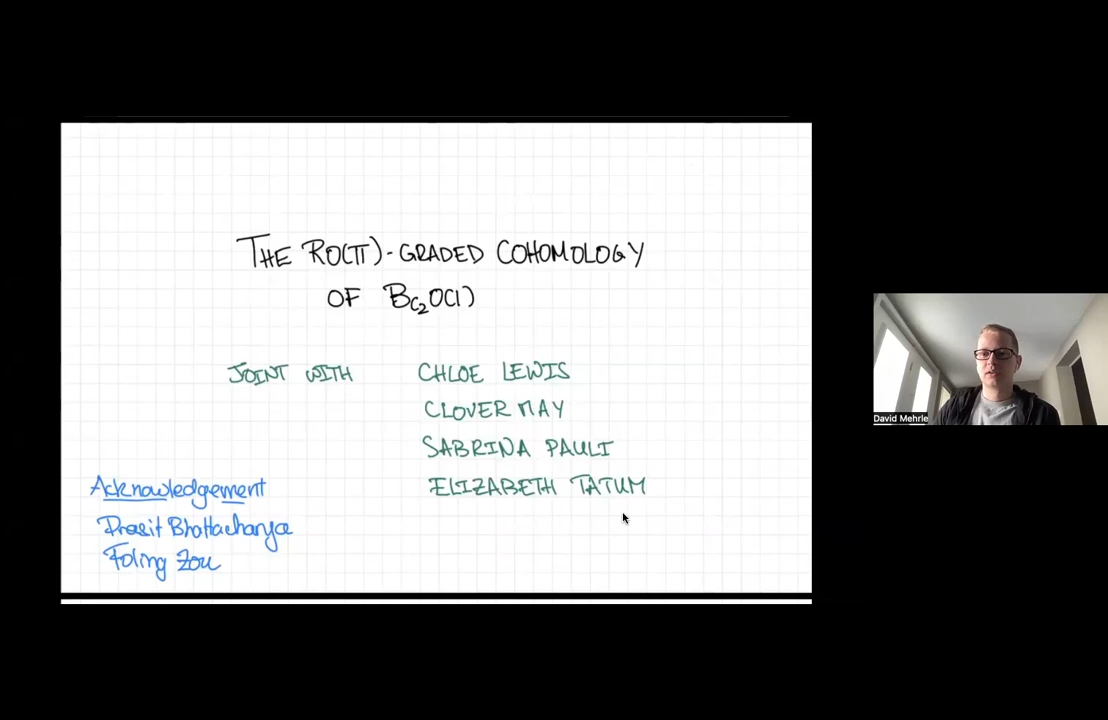 THE RO(Π)-GRADED COHOMOLOGY
OF B_{C_2}O(1)
JOINT WITH
CHLOE LEWIS
CLOVER MAY
SABRINA PAULI
ELIZABETH TATUM
Acknowledgement
Prasit Bhattacharya
Foling Zou
David Mehrle